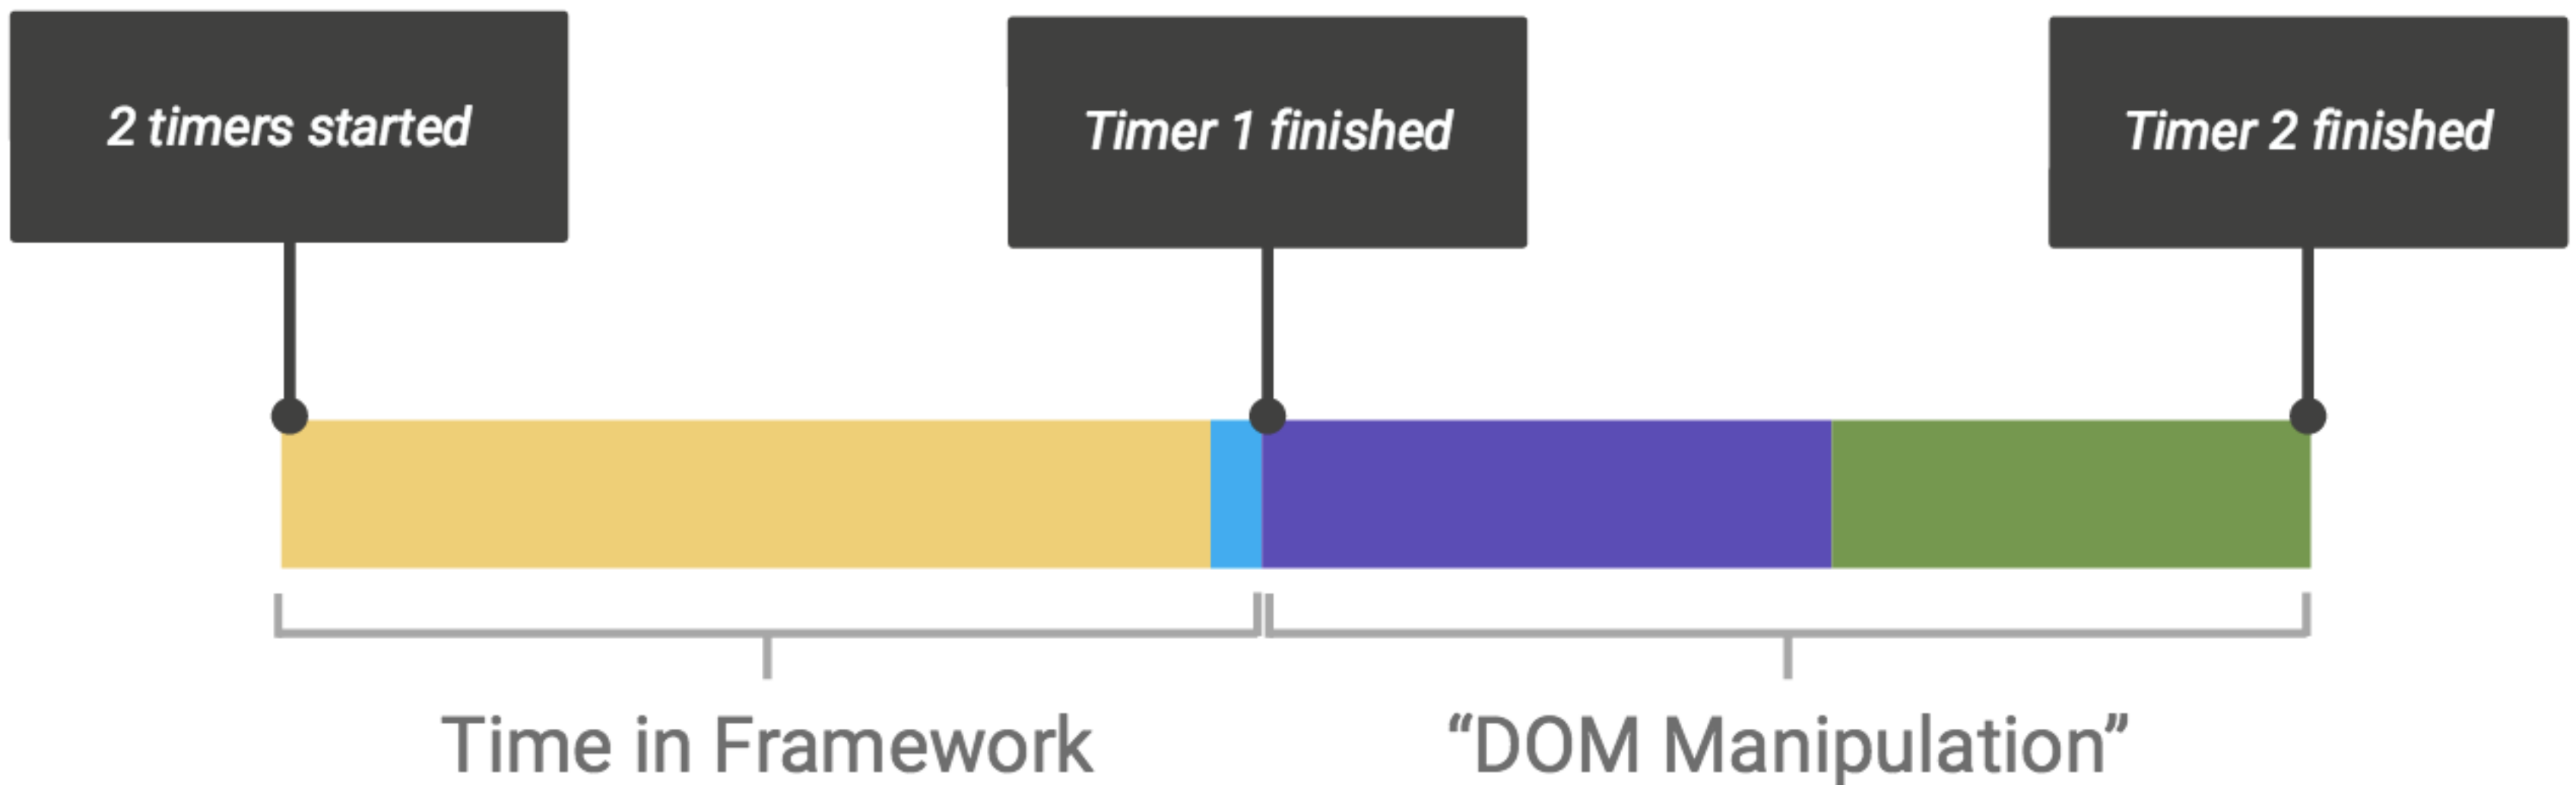 2 timers started
Timer 1 finished
Timer 2 finished
Time in Framework
“DOM Manipulation”